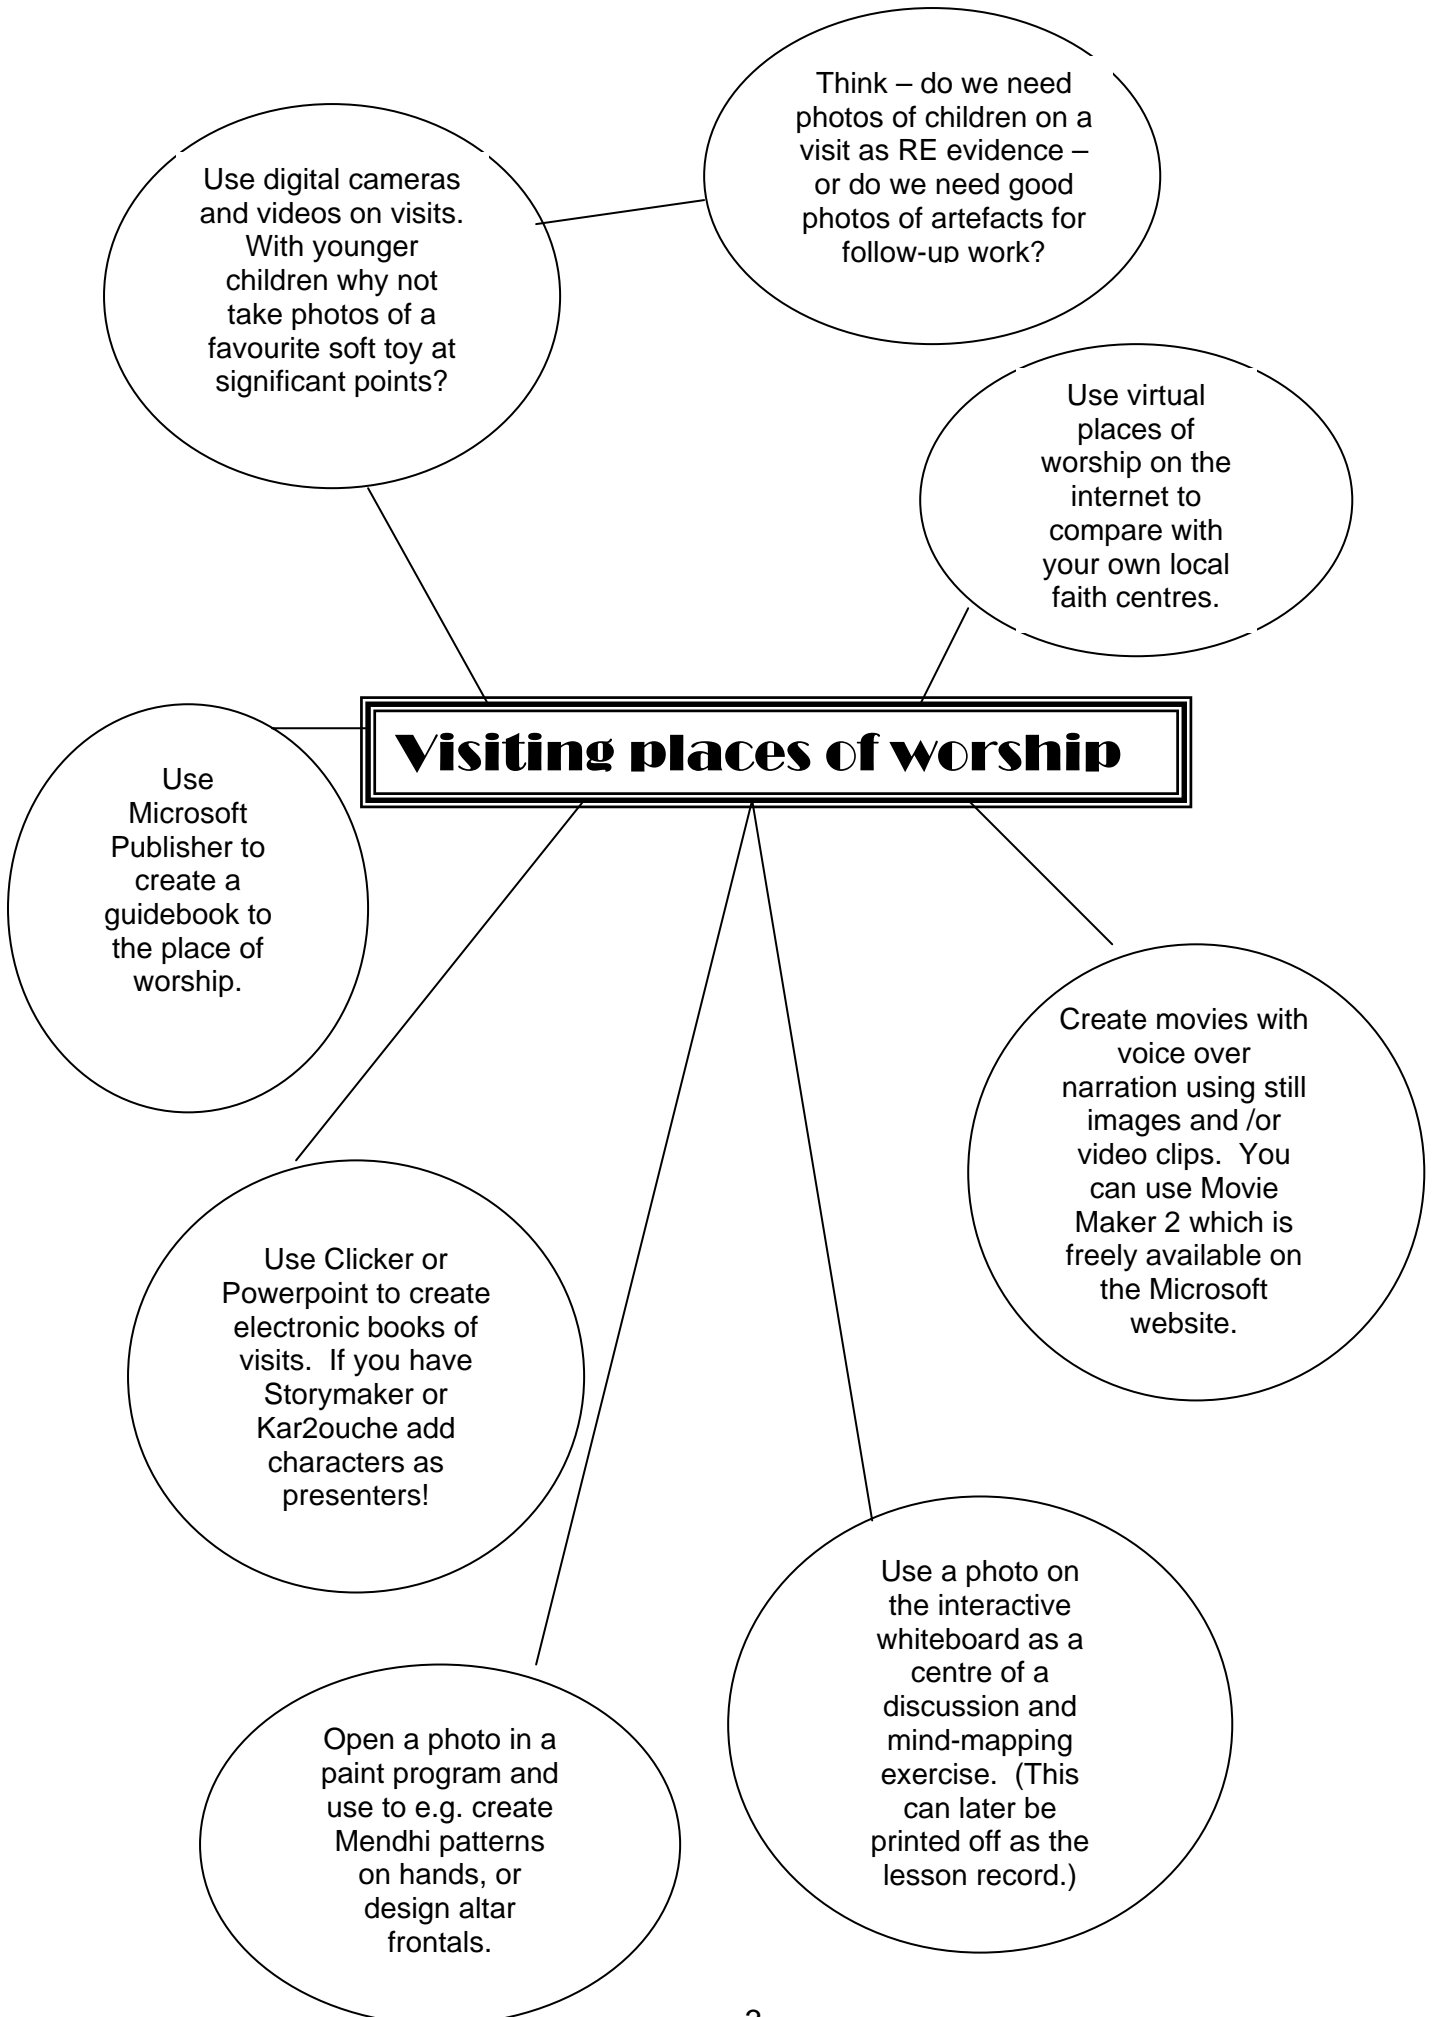 Think – do we need
photos of children on a
visit as RE evidence –
or do we need good
photos of artefacts for
follow-up work?
Use digital cameras
and videos on visits.
With younger
children why not
take photos of a
favourite soft toy at
significant points?
Use virtual
places of
worship on the
internet to
compare with
your own local
faith centres.
Visiting places of worship
Use
Microsoft
Publisher to
create a
guidebook to
the place of
worship.
Create movies with
voice over
narration using still
images and /or
video clips.  You
can use Movie
Maker 2 which is
freely available on
the Microsoft
website.
Use Clicker or
Powerpoint to create
electronic books of
visits.  If you have
Storymaker or
Kar2ouche add
characters as
presenters!
Use a photo on
the interactive
whiteboard as a
centre of a
discussion and
mind-mapping
exercise.  (This
can later be
printed off as the
lesson record.)
Open a photo in a
paint program and
use to e.g. create
Mendhi patterns
on hands, or
design altar
frontals.